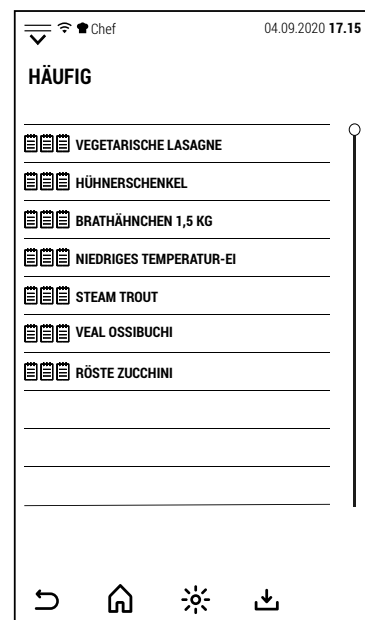 Chef 04.09.2020 17.15
HÄUFIG
VEGETARISCHE LASAGNE
HÜHNERSCHENKEL
BRATHÄHNCHEN 1,5 KG
NIEDRIGES TEMPERATUR-EI
STEAM TROUT
VEAL OSSIBUCHI
RÖSTE ZUCCHINI